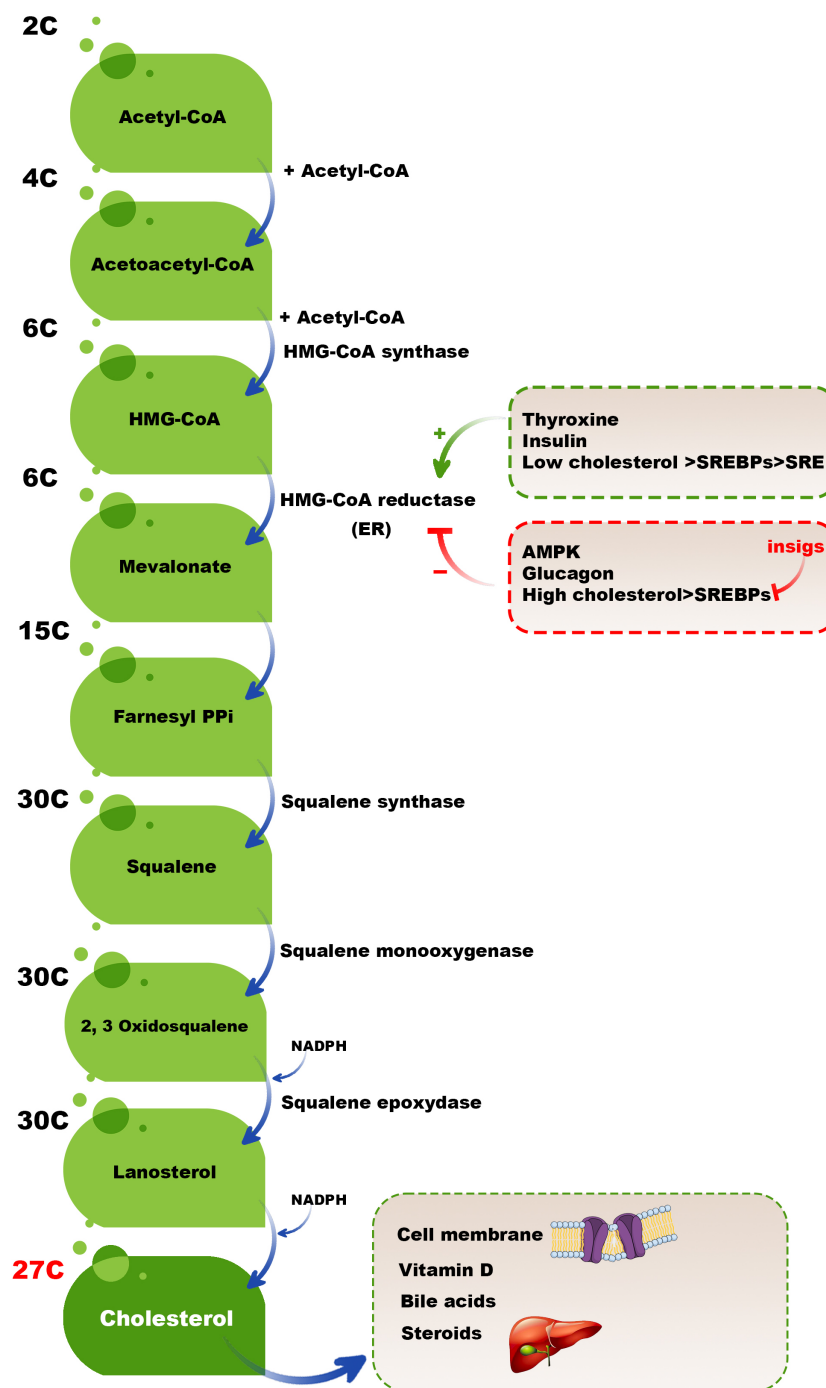 2C
Acetyl-CoA
+ Acetyl-CoA
4C
Acetoacetyl-CoA
+ Acetyl-CoA
HMG-CoA synthase
6C
HMG-CoA
Thyroxine
Insulin
Low cholesterol >SREBPs>SRE
+
6C
HMG-CoA reductase
(ER)
insigs
AMPK
Glucagon
High cholesterol>SREBPs
–
Mevalonate
15C
Farnesyl PPi
30C
Squalene synthase
Squalene
Squalene monooxygenase
30C
2, 3 Oxidosqualene
NADPH
Squalene epoxydase
30C
Lanosterol
NADPH
27C
Cholesterol
Cell membrane
Vitamin D
Bile acids
Steroids